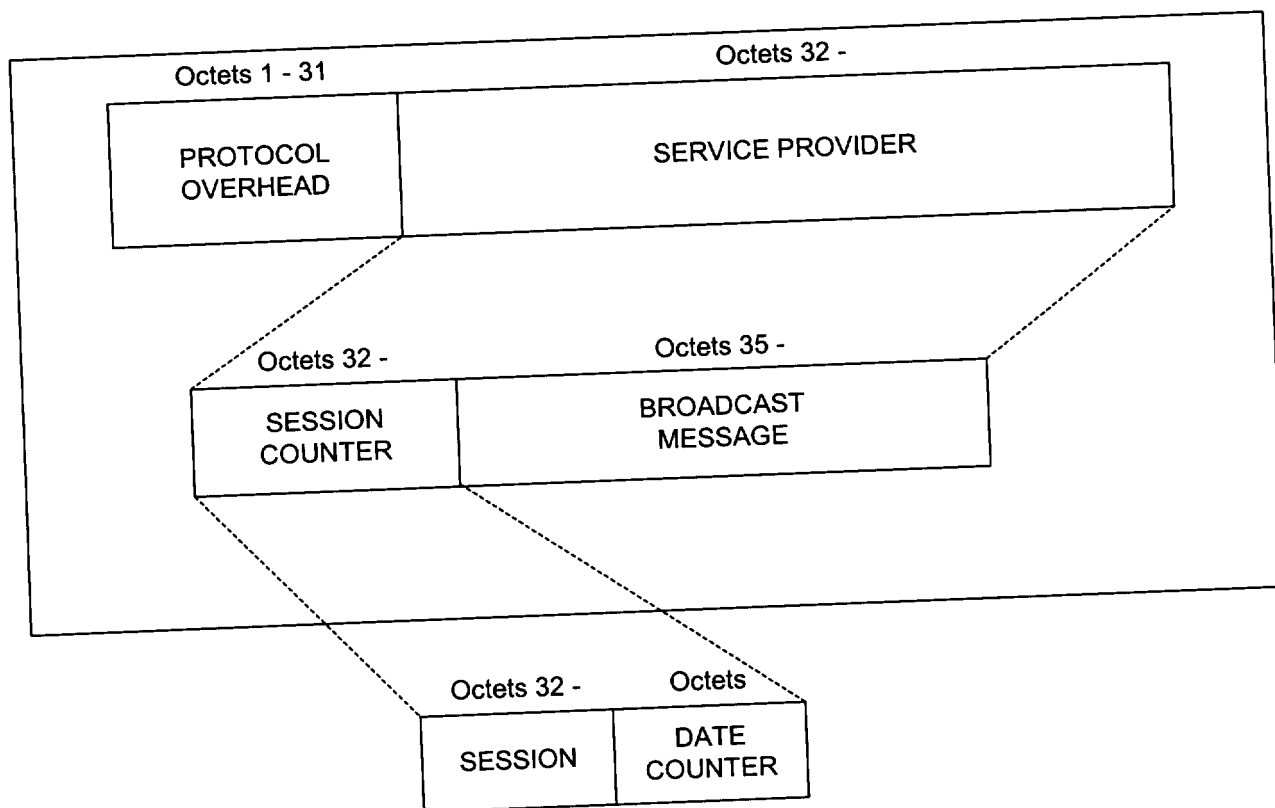 Octets 1 - 31
Octets 32 -
PROTOCOL
OVERHEAD
SERVICE PROVIDER
Octets 32 -
Octets 35 -
SESSION
COUNTER
BROADCAST
MESSAGE
Octets 32 -
Octets
SESSION
DATE
COUNTER